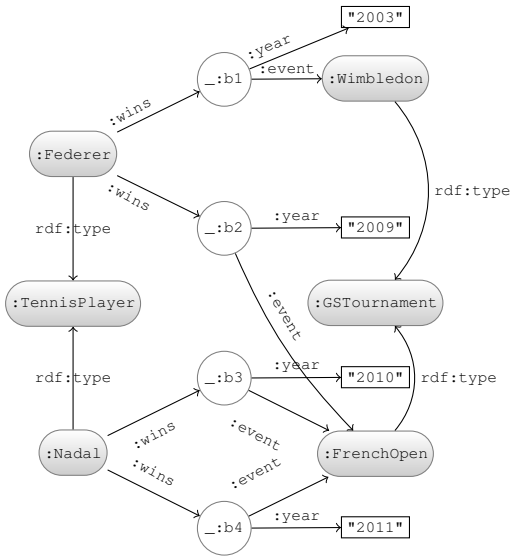 "2003"
:year
_:b1
:event
:Wimbledon
:wins
:Federer
:wins
rdf:type
rdf:type
_:b2
:year
"2009"
:TennisPlayer
:event
:GSTournament
rdf:type
_:b3
:year
"2010"
rdf:type
:wins
:event
:Nadal
:FrenchOpen
:wins
:event
_:b4
:year
"2011"